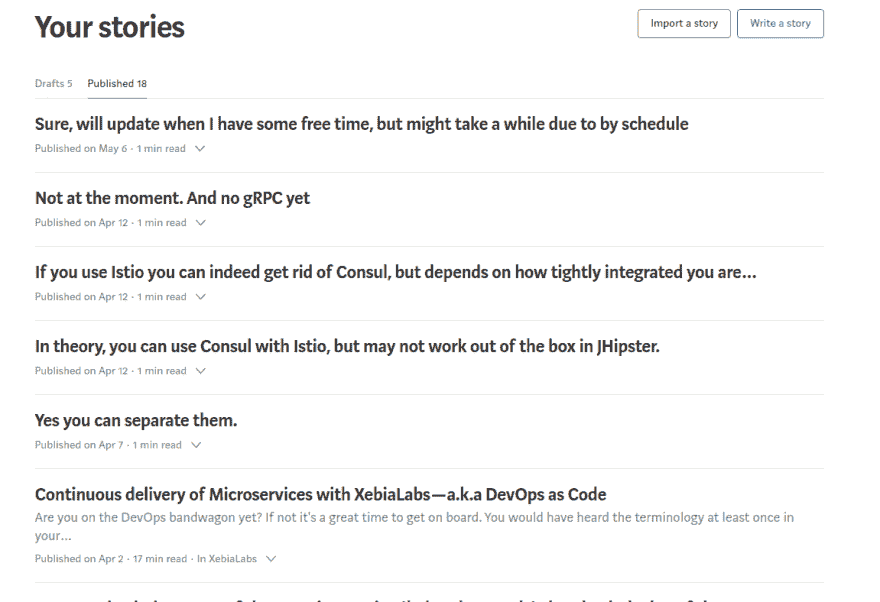 Your stories
Import a story
Write a story
Drafts 5
Published 18
Sure, will update when I have some free time, but might take a while due to by schedule
Published on May 6 · 1 min read
Not at the moment. And no gRPC yet
Published on Apr 12 · 1 min read
If you use Istio you can indeed get rid of Consul, but depends on how tightly integrated you are...
Published on Apr 12 · 1 min read
In theory, you can use Consul with Istio, but may not work out of the box in JHipster.
Published on Apr 12 · 1 min read
Yes you can separate them.
Published on Apr 7 · 1 min read
Continuous delivery of Microservices with XebiaLabs—a.k.a DevOps as Code
Are you on the DevOps bandwagon yet? If not it's a great time to get on board. You would have heard the terminology at least once in
your...
Published on Apr 2 · 17 min read · In XebiaLabs